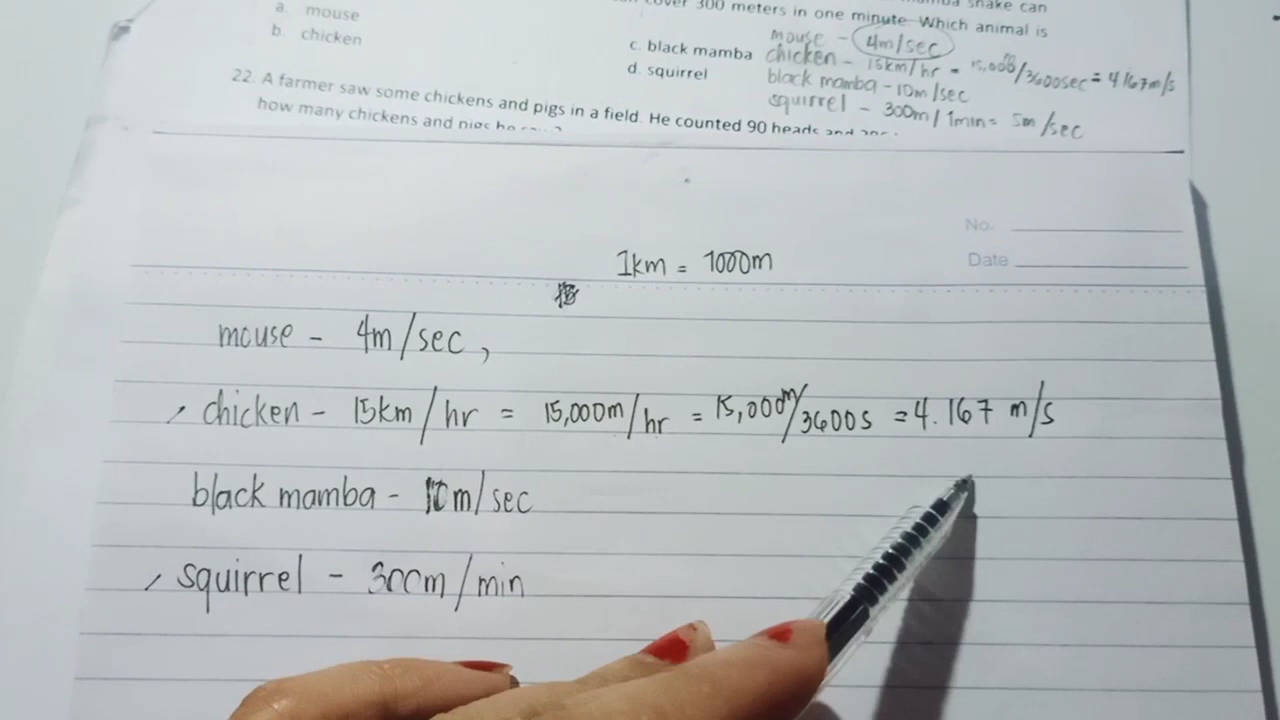 cover 300 meters in one minute. Which animal is
a. mouse
b. chicken
c. black mamba
d. squirrel
mouse - 4m/sec
chicken - 15km/hr = 15,000m/3600sec = 4.167m/s
black mamba - 10m/sec
squirrel - 300m/1min = 5m/sec
22. A farmer saw some chickens and pigs in a field. He counted 90 heads and
how many chickens and pigs he
No.
Date
1km = 1000m
mouse - 4m/sec,
chicken - 15km/hr = 15,000m/hr = 15,000m/3600s = 4.167 m/s
black mamba - 10m/sec
squirrel - 300m/min